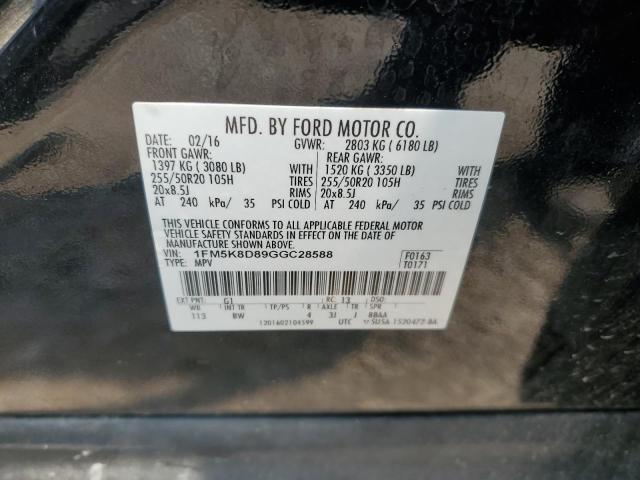 MFD. BY FORD MOTOR CO.
DATE: 02/16 GVWR: 2803 KG ( 6180 LB)
FRONT GAWR: REAR GAWR:
1397 KG ( 3080 LB) WITH 1520 KG ( 3350 LB) WITH
255/50R20 105H TIRES 255/50R20 105H TIRES
20x8.5J RIMS 20x8.5J RIMS
AT 240 kPa/ 35 PSI COLD AT 240 kPa/ 35 PSI COLD
THIS VEHICLE CONFORMS TO ALL APPLICABLE FEDERAL MOTOR
VEHICLE SAFETY STANDARDS IN EFFECT ON THE DATE OF
MANUFACTURE SHOWN ABOVE.
VIN: 1FM5K8D89GGC28588 F0163
TYPE: MPV T0171
EXT PNT: G1 RC: 13 DSO:
WB INT TR TP/PS R AXLE TR SPR
113 BW 4 3J J 8BAA
1201602104599 UTC